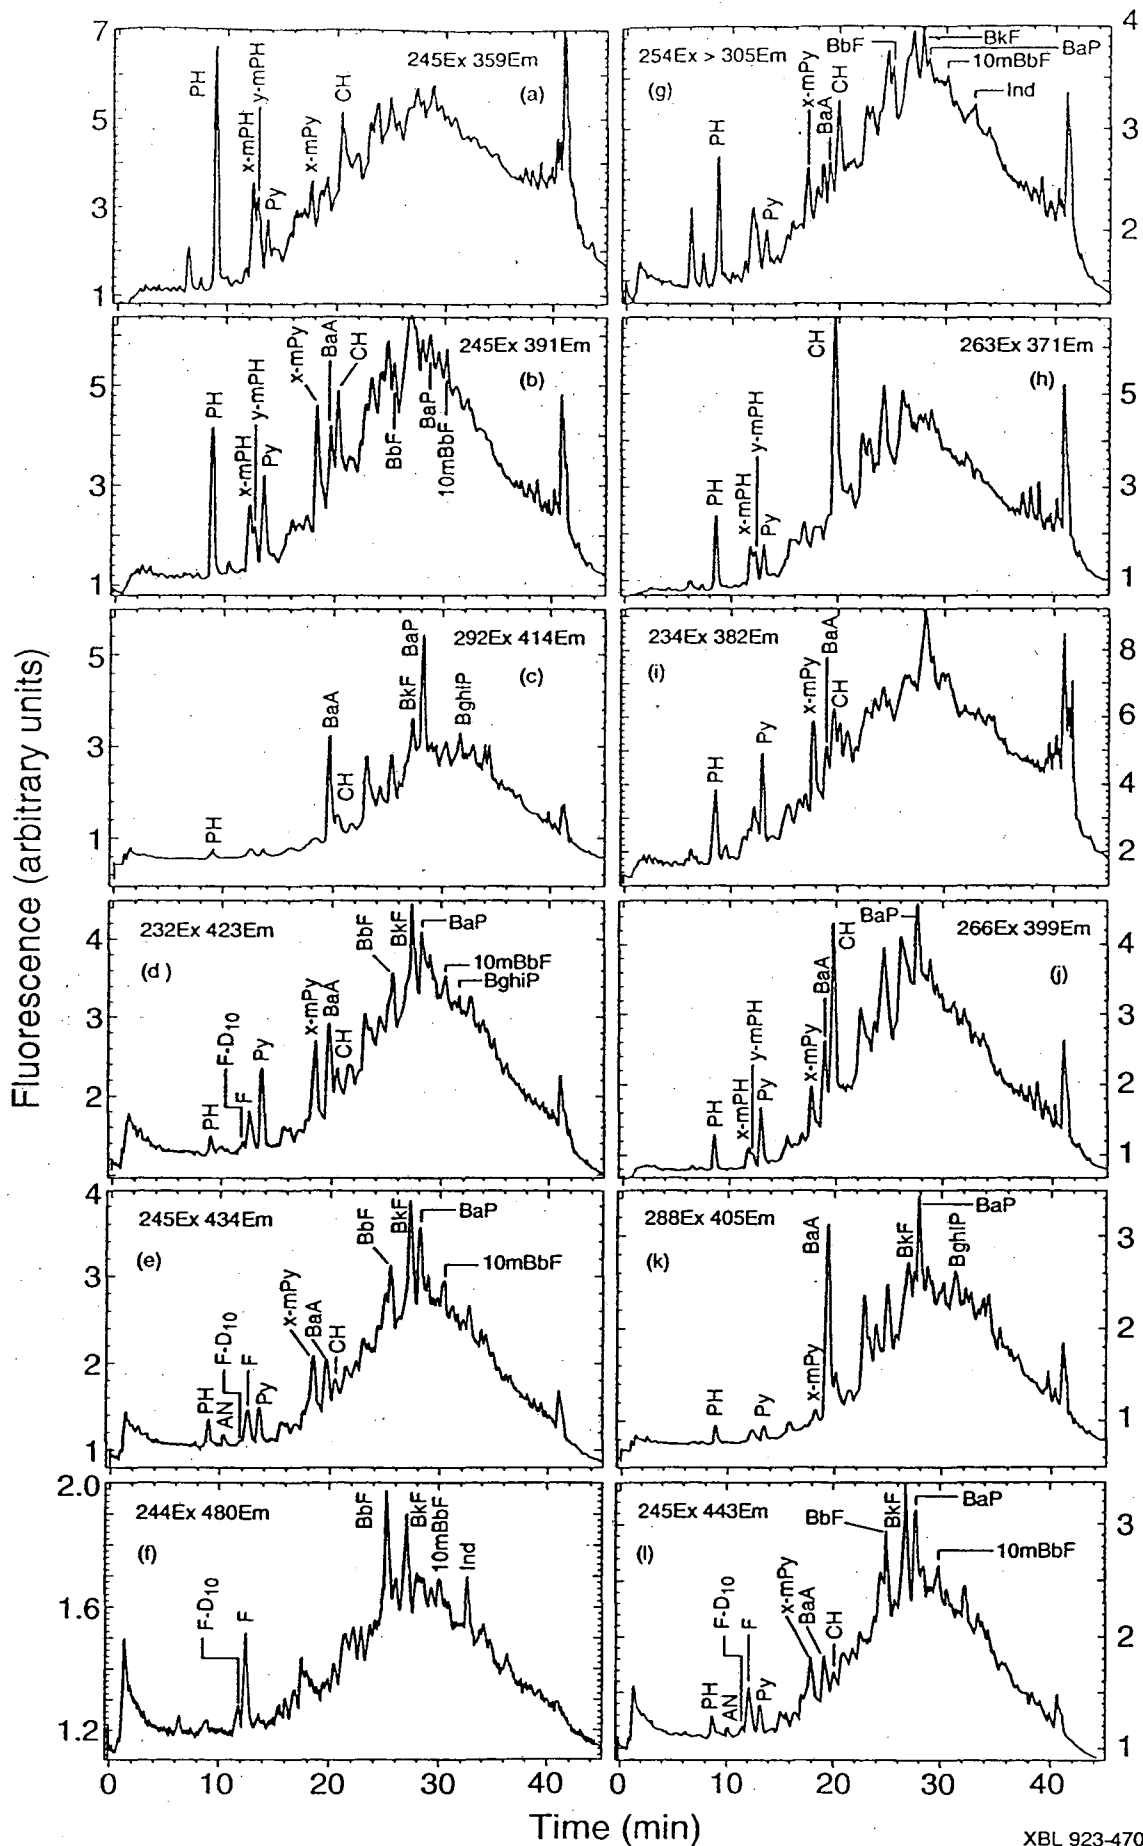 Fluorescence (arbitrary units)
7
5
3
1
245Ex 359Em
(a)
PH
x-mPH
y-mPH
Py
x-mPy
CH
5
3
1
245Ex 391Em
(b)
PH
x-mPH
y-mPH
Py
x-mPy
BaA
CH
BbF
BaP
10mBbF
5
3
1
292Ex 414Em
(c)
PH
BaA
CH
BkF
BaP
BghiP
4
3
2
232Ex 423Em
(d)
PH
F-D10
F
Py
x-mPy
BaA
CH
BbF
BkF
BaP
10mBbF
BghiP
4
3
2
1
245Ex 434Em
(e)
PH
AN
F-D10
F
Py
x-mPy
BaA
CH
BbF
BkF
BaP
10mBbF
2.0
1.6
1.2
244Ex 480Em
(f)
F-D10
F
BbF
BkF
10mBbF
Ind
0
10
20
30
40
4
3
2
254Ex > 305Em
(g)
PH
Py
x-mPy
BaA
CH
BbF
BkF
BaP
10mBbF
Ind
5
3
1
263Ex 371Em
(h)
PH
x-mPH
y-mPH
Py
CH
8
6
4
2
234Ex 382Em
(i)
PH
Py
x-mPy
BaA
CH
4
3
2
1
266Ex 399Em
(j)
PH
x-mPH
y-mPH
Py
x-mPy
BaA
CH
BaP
3
2
1
288Ex 405Em
(k)
PH
Py
x-mPy
BaA
BkF
BaP
BghiP
3
2
1
245Ex 443Em
(l)
PH
AN
F-D10
F
Py
x-mPy
BaA
CH
BbF
BkF
BaP
10mBbF
0
10
20
30
40
Time (min)
XBL 923-470